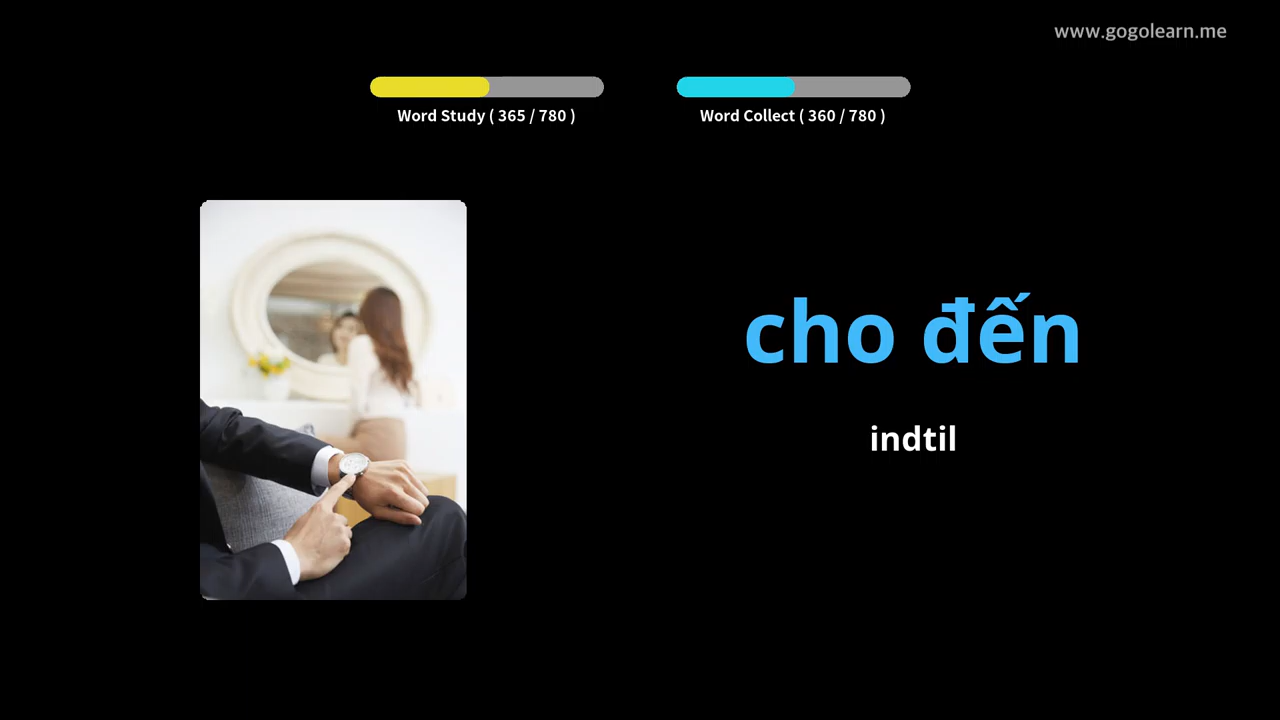 www.gogolearn.me
Word Study ( 365 / 780 )
Word Collect ( 360 / 780 )
cho đến
indtil